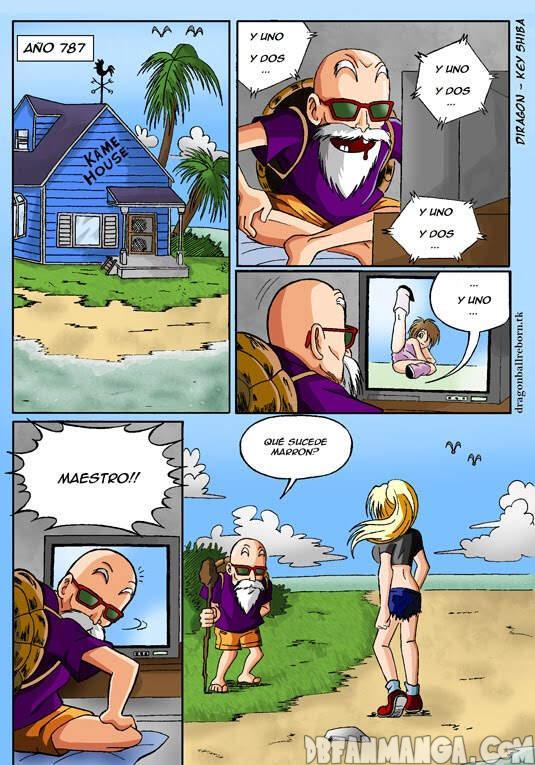 AÑO 787
KAME
HOUSE
Y UNO
Y DOS
...
Y UNO
Y DOS
...
Y UNO
Y DOS
...
DIRAGON - KEY SHIBA
...
Y UNO ...
dragonballreborn.tk
MAESTRO!!
QUÉ SUCEDE
MARRON?
DBFANMANGA.COM